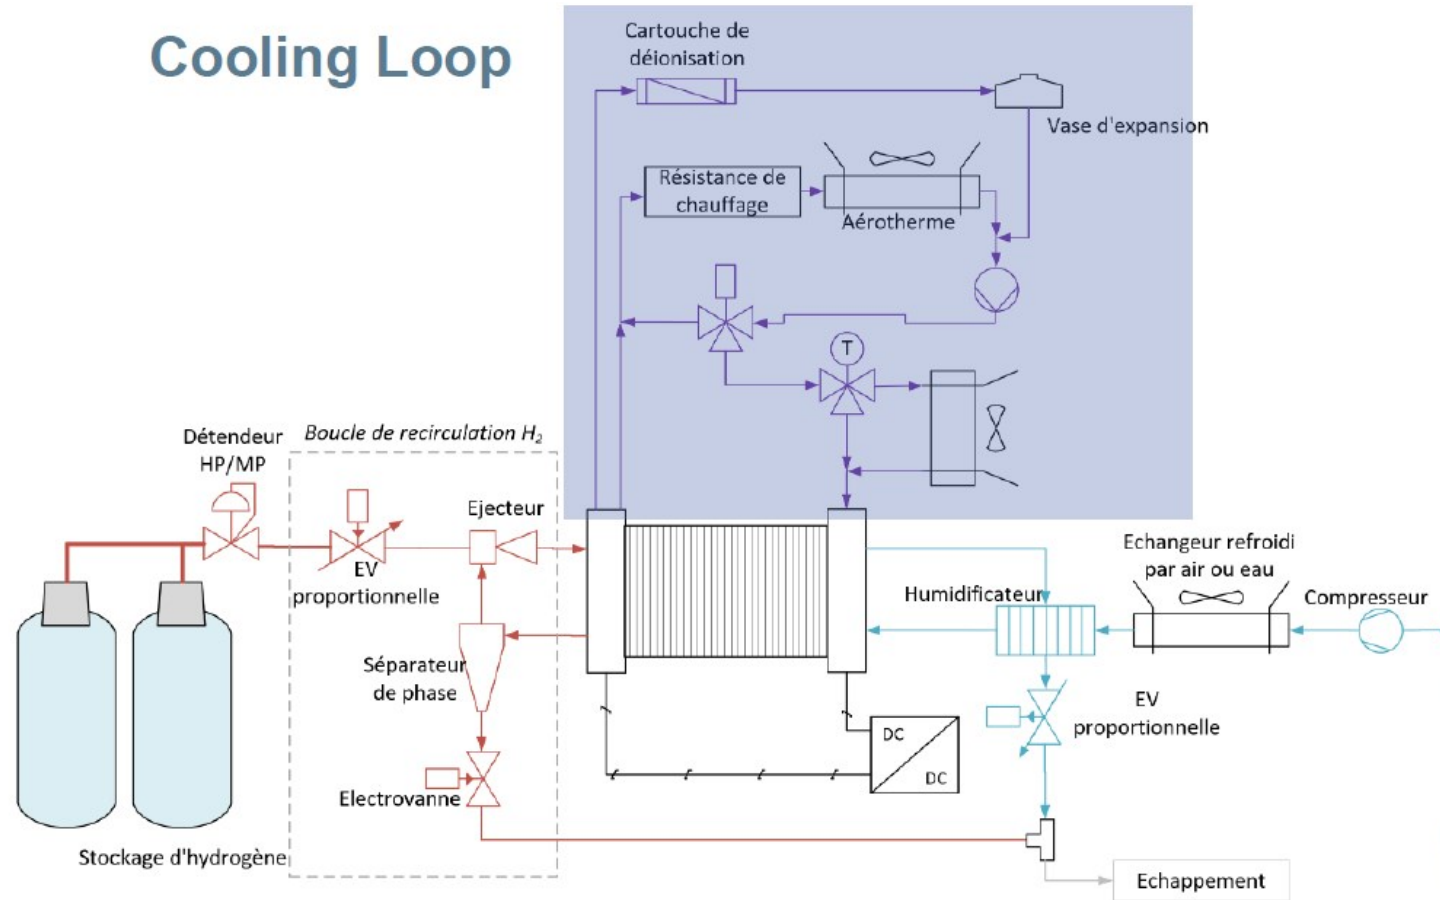 Cooling Loop
Cartouche de
déionisation
Vase d'expansion
Résistance de
chauffage
Aérotherme
T
Boucle de recirculation H₂
Détendeur
HP/MP
Ejecteur
EV
proportionnelle
Echangeur refroidi
par air ou eau
Humidificateur
Compresseur
Séparateur
de phase
EV
proportionnelle
DC
DC
Electrovanne
Stockage d'hydrogène
Echappement